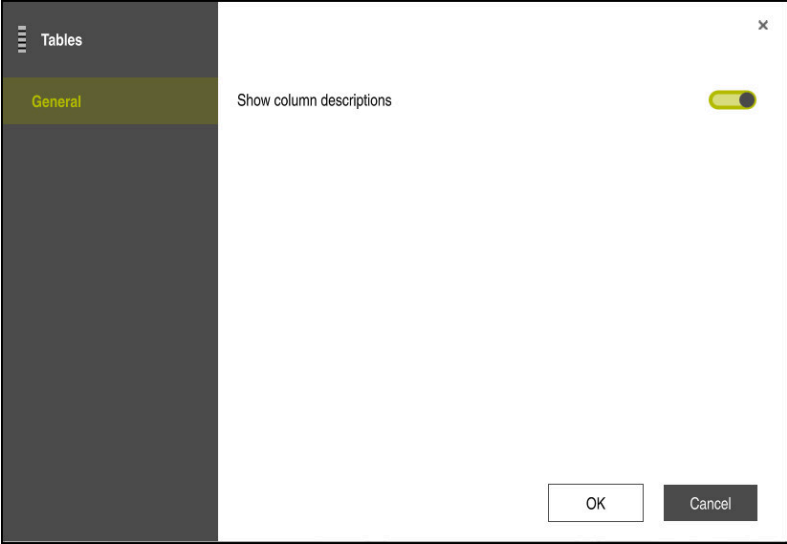 Tables
General
Show column descriptions
OK
Cancel